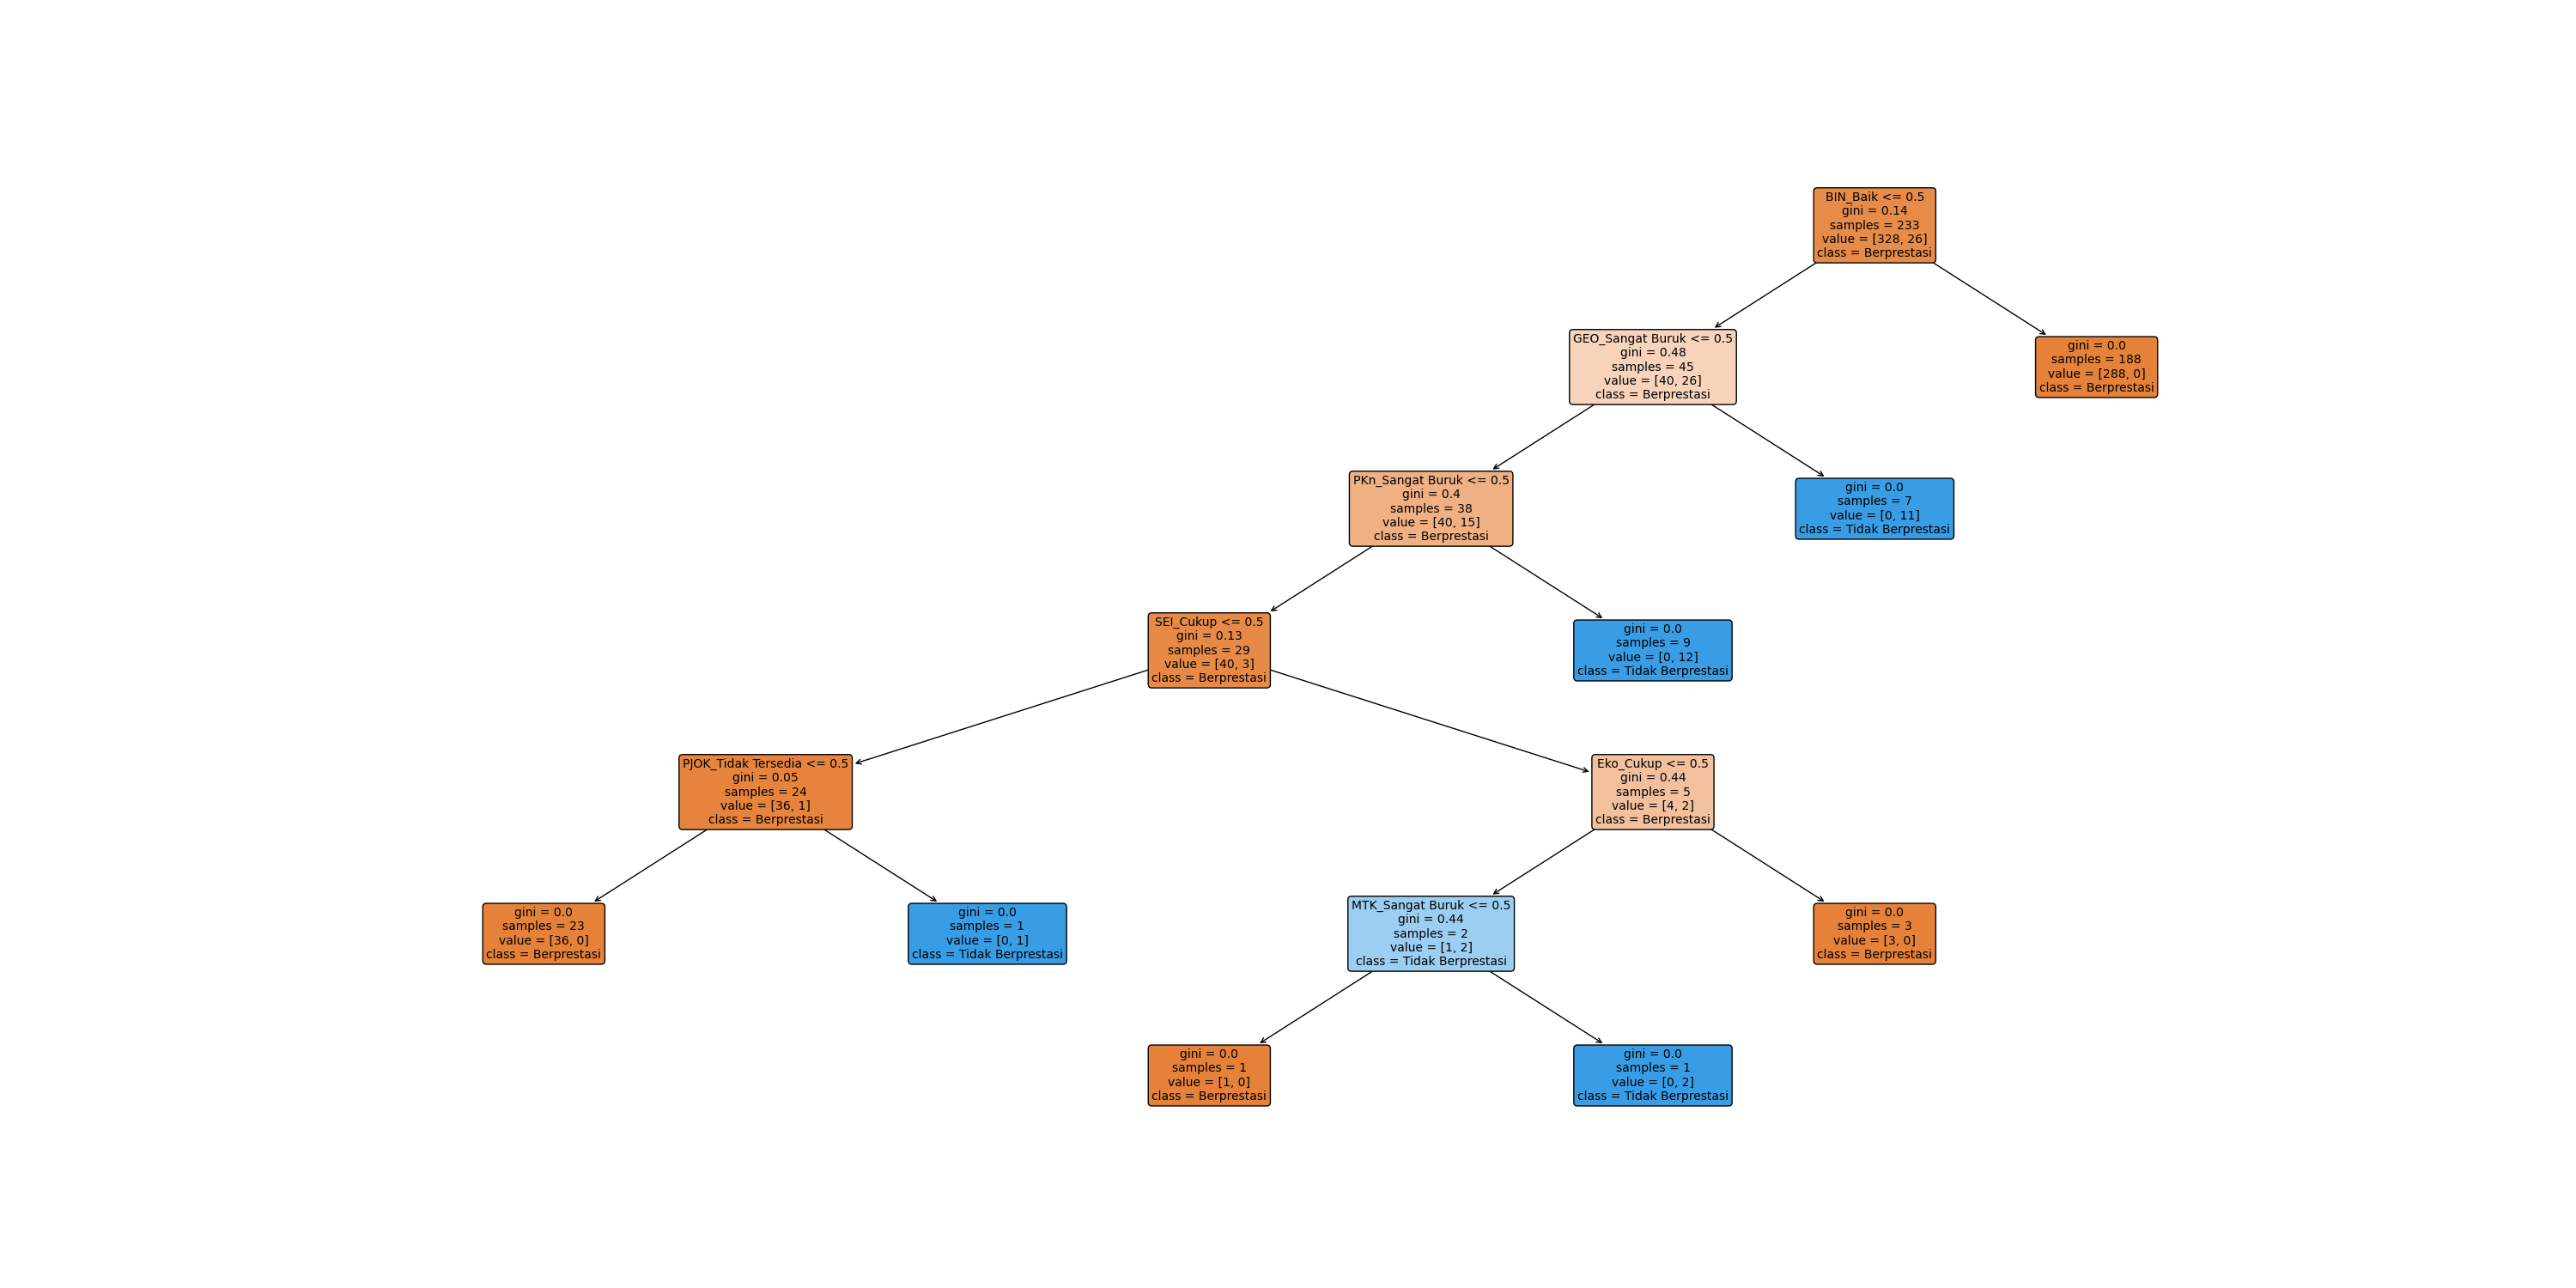 BIN_Baik <= 0.5
gini = 0.14
samples = 233
value = [328, 26]
class = Berprestasi
GEO_Sangat Buruk <= 0.5
gini = 0.48
samples = 45
value = [40, 26]
class = Berprestasi
gini = 0.0
samples = 188
value = [288, 0]
class = Berprestasi
PKn_Sangat Buruk <= 0.5
gini = 0.4
samples = 38
value = [40, 15]
class = Berprestasi
gini = 0.0
samples = 7
value = [0, 11]
class = Tidak Berprestasi
SEI_Cukup <= 0.5
gini = 0.13
samples = 29
value = [40, 3]
class = Berprestasi
gini = 0.0
samples = 9
value = [0, 12]
class = Tidak Berprestasi
PJOK_Tidak Tersedia <= 0.5
gini = 0.05
samples = 24
value = [36, 1]
class = Berprestasi
Eko_Cukup <= 0.5
gini = 0.44
samples = 5
value = [4, 2]
class = Berprestasi
gini = 0.0
samples = 23
value = [36, 0]
class = Berprestasi
gini = 0.0
samples = 1
value = [0, 1]
class = Tidak Berprestasi
MTK_Sangat Buruk <= 0.5
gini = 0.44
samples = 2
value = [1, 2]
class = Tidak Berprestasi
gini = 0.0
samples = 3
value = [3, 0]
class = Berprestasi
gini = 0.0
samples = 1
value = [1, 0]
class = Berprestasi
gini = 0.0
samples = 1
value = [0, 2]
class = Tidak Berprestasi